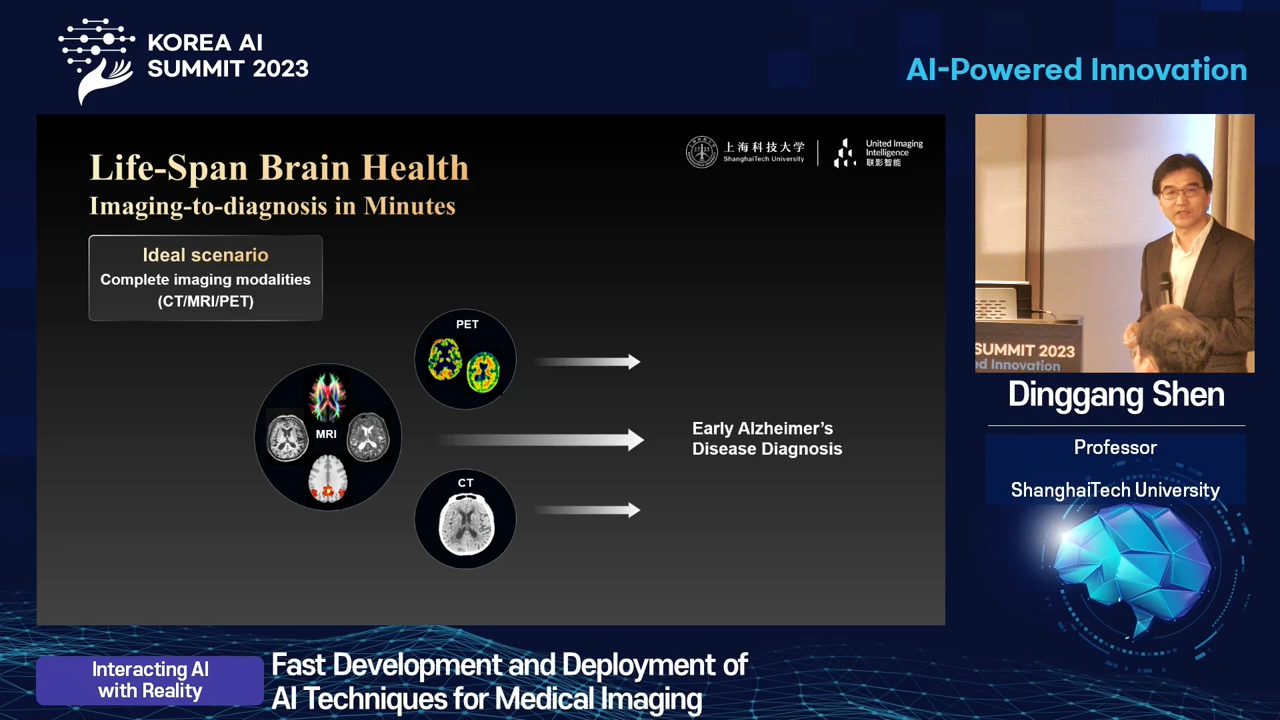 KOREA AI
SUMMIT 2023
AI-Powered Innovation
Life-Span Brain Health
Imaging-to-diagnosis in Minutes
上海科技大学
ShanghaiTech University
United Imaging
Intelligence
联影智能
Ideal scenario
Complete imaging modalities
(CT/MRI/PET)
PET
MRI
CT
Early Alzheimer's
Disease Diagnosis
SUMMIT 2023
ed Innovation
Dinggang Shen
Professor
ShanghaiTech University
Interacting AI
with Reality
Fast Development and Deployment of
AI Techniques for Medical Imaging